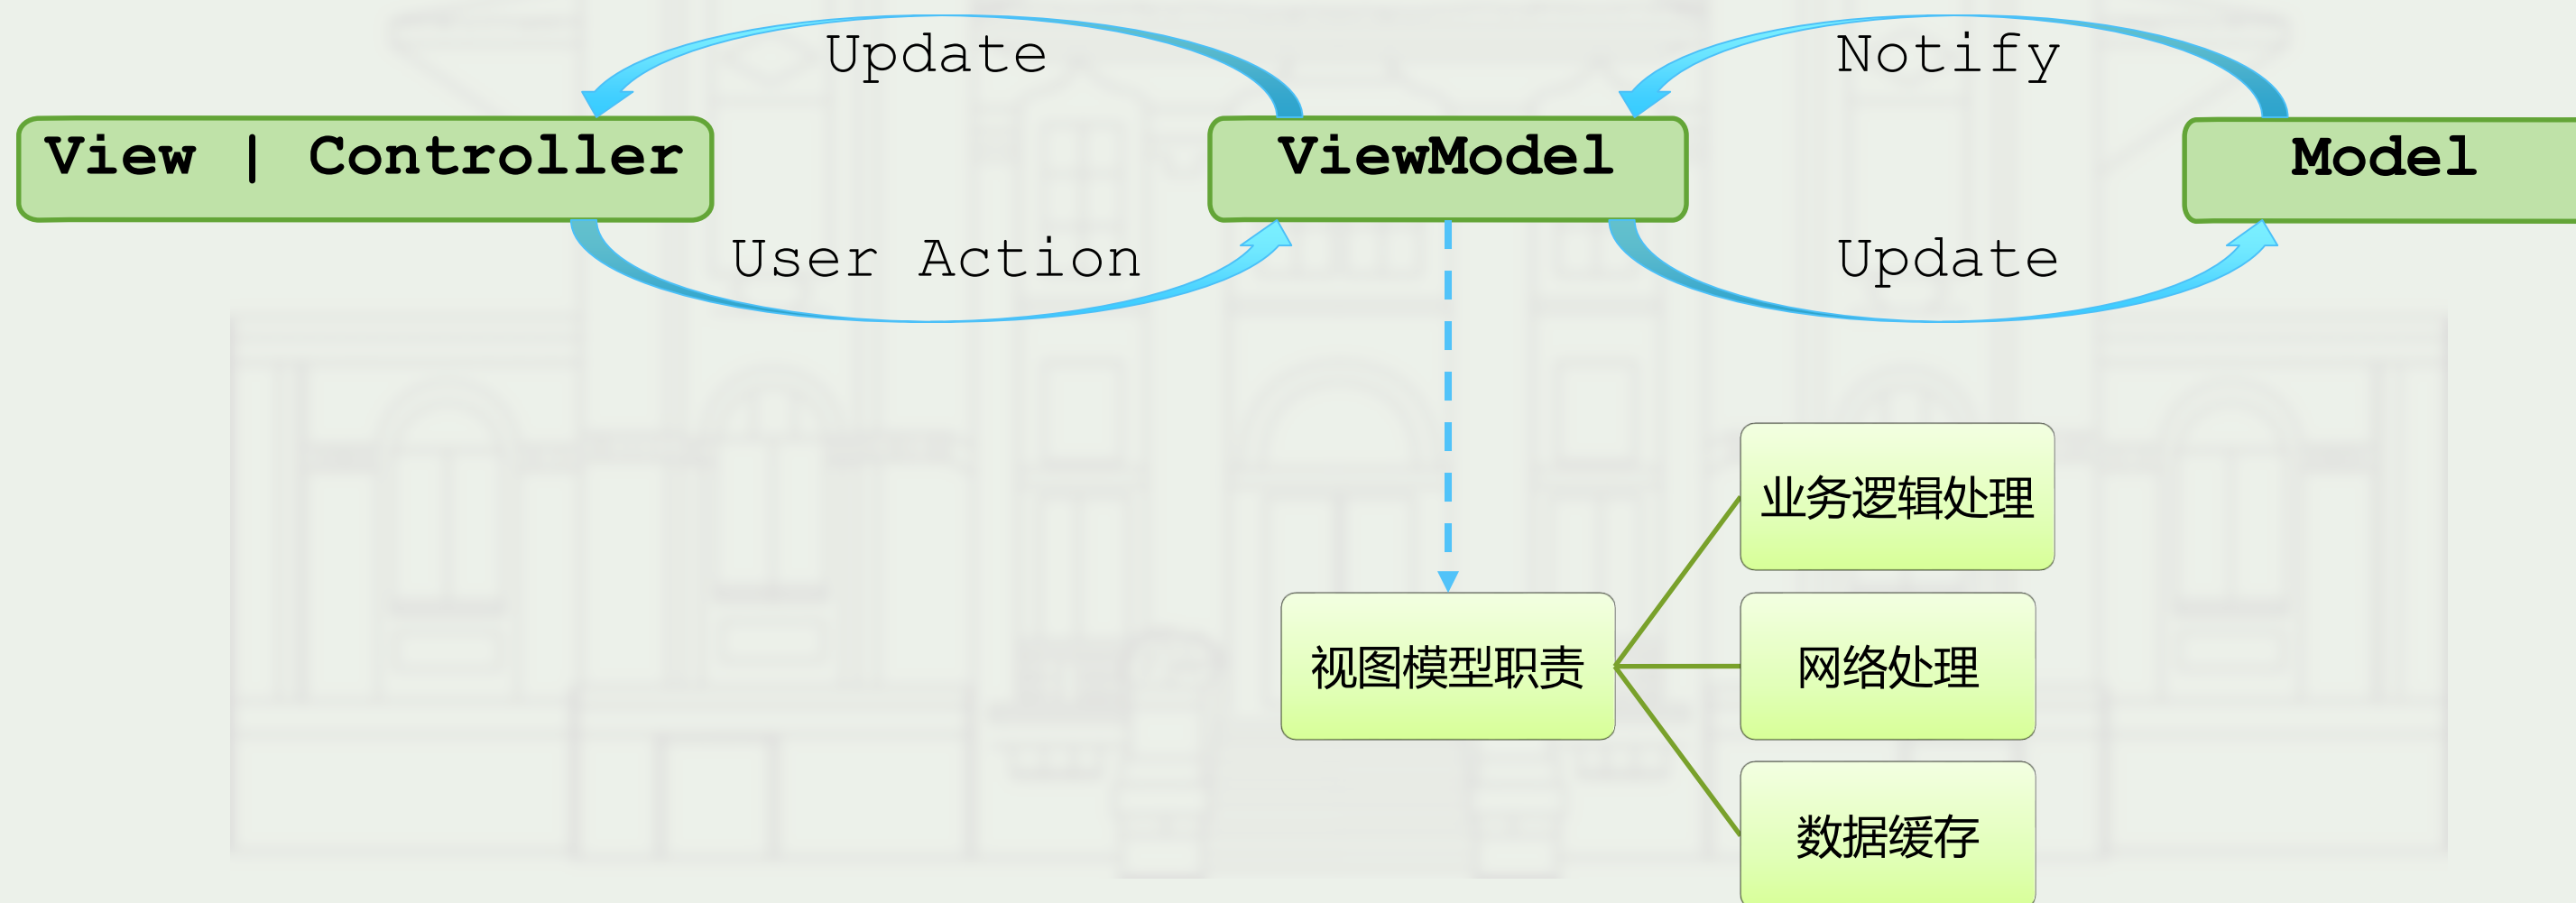 Update
Notify
View | Controller
ViewModel
Model
User Action
Update
业务逻辑处理
视图模型职责
网络处理
数据缓存